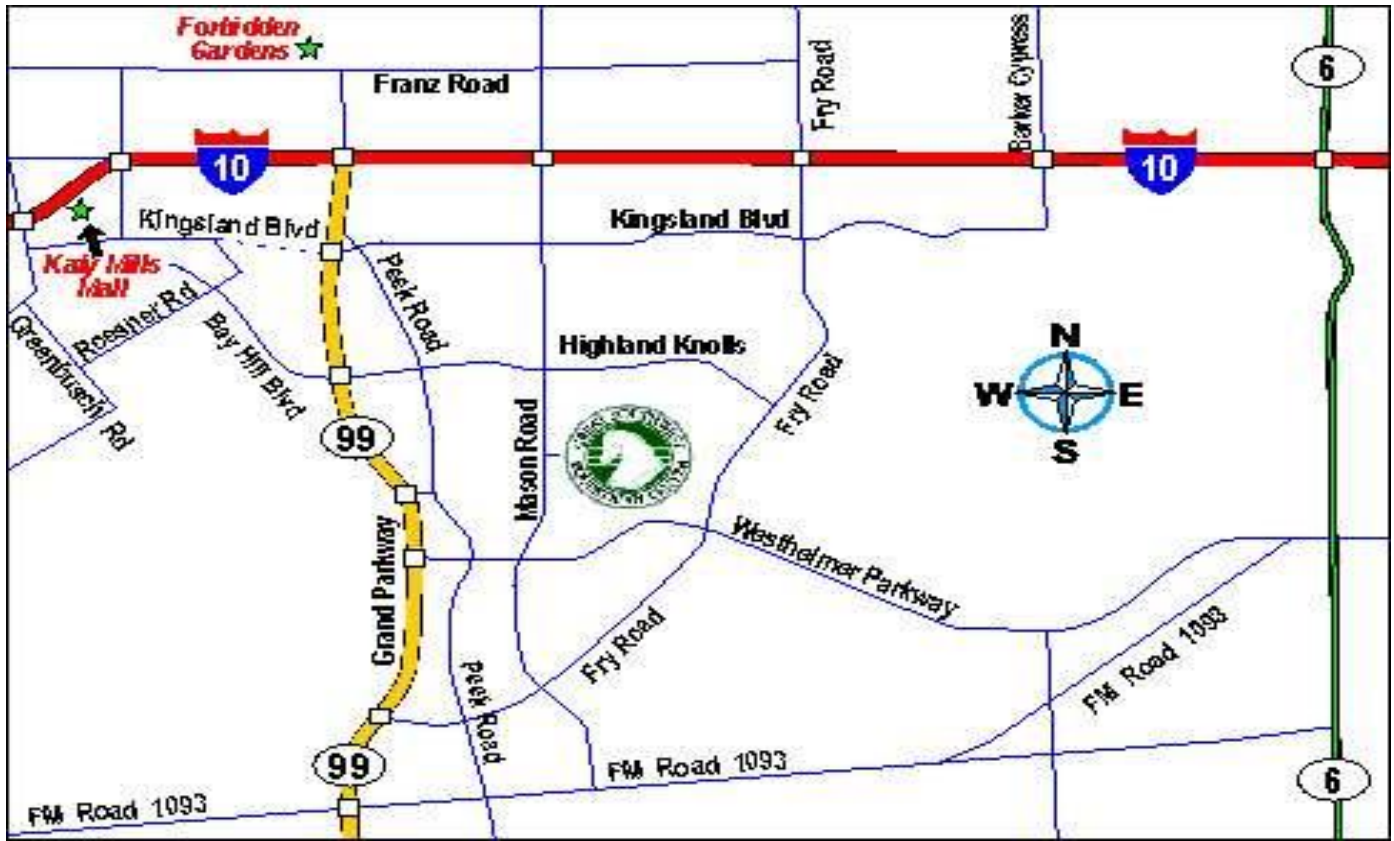 Forbidden
Gardens
Franz Road
Fry Road
Barker Cypress
6
10
10
Kingsland Blvd
Kingsland Blvd
Katy Mills
Mall
Roesner Rd
Peek Road
Greenbusch Rd
Bay Hill Blvd
Highland Knolls
Fry Road
N
W E
S
99
Mason Road
Grand Parkway
Westheimer Parkway
Fry Road
Peek Road
FM Road 1093
99
FM Road 1093
6
FM Road 1093